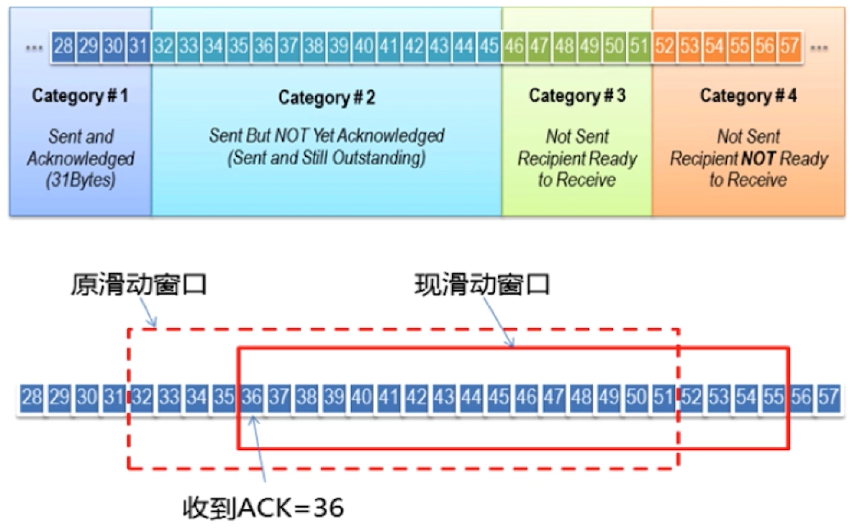 ... 28 29 30 31 32 33 34 35 36 37 38 39 40 41 42 43 44 45 46 47 48 49 50 51 52 53 54 55 56 57 ...
Category # 1
Sent and
Acknowledged
(31Bytes)
Category # 2
Sent But NOT Yet Acknowledged
(Sent and Still Outstanding)
Category # 3
Not Sent
Recipient Ready
to Receive
Category # 4
Not Sent
Recipient NOT Ready
to Receive
原滑动窗口
现滑动窗口
28 29 30 31 32 33 34 35 36 37 38 39 40 41 42 43 44 45 46 47 48 49 50 51 52 53 54 55 56 57
收到ACK=36